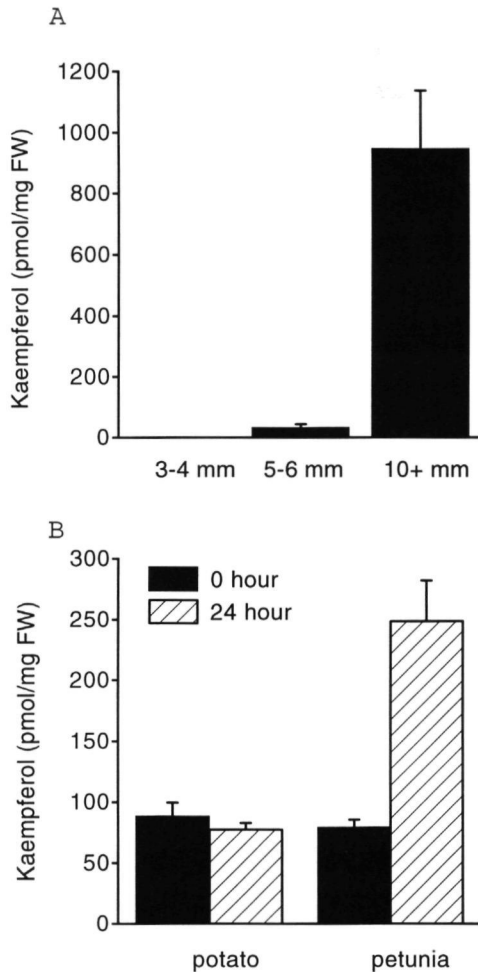 A
Kaempferol (pmol/mg FW)
1200
1000
800
600
400
200
0
3-4 mm 5-6 mm 10+ mm
B
Kaempferol (pmol/mg FW)
300
250
200
150
100
50
0
0 hour
24 hour
potato petunia